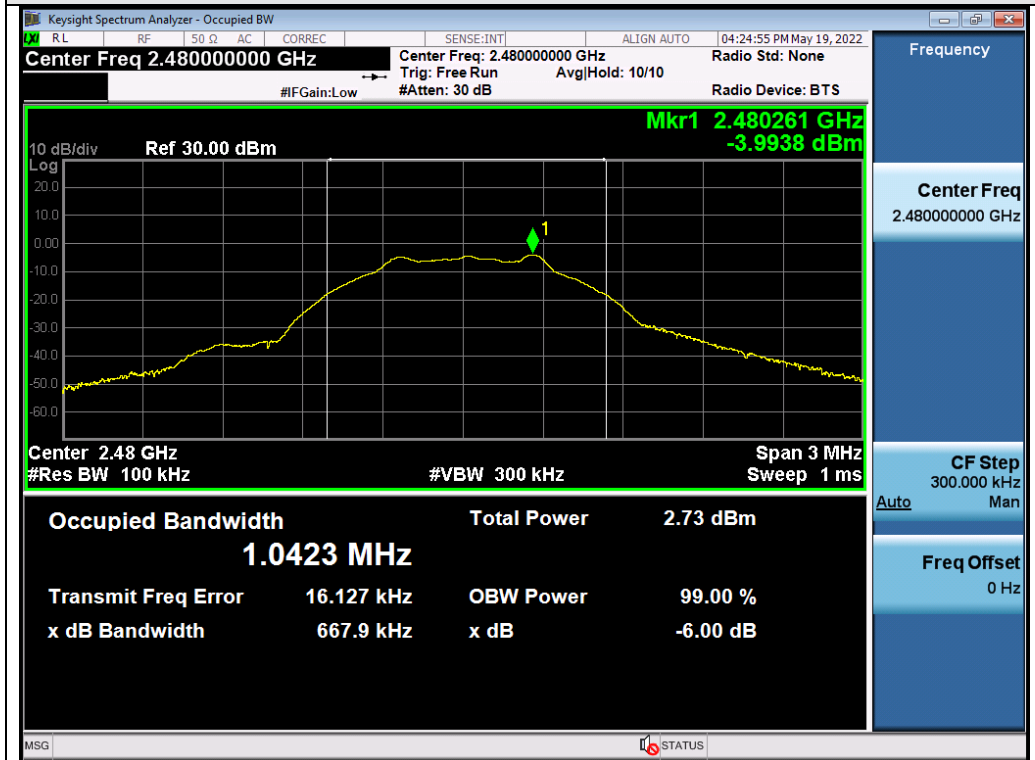 Keysight Spectrum Analyzer - Occupied BW
LXI RL RF 50 Ω AC CORREC SENSE:INT ALIGN AUTO 04:24:55 PM May 19, 2022
Center Freq 2.480000000 GHz
Center Freq: 2.480000000 GHz Radio Std: None
Trig: Free Run Avg|Hold: 10/10
#IFGain:Low #Atten: 30 dB Radio Device: BTS
Mkr1 2.480261 GHz
-3.9938 dBm
10 dB/div Ref 30.00 dBm
Log
20.0
10.0
0.00
-10.0
-20.0
-30.0
-40.0
-50.0
-60.0
1
Center 2.48 GHz Span 3 MHz
#Res BW 100 kHz #VBW 300 kHz Sweep 1 ms
Occupied Bandwidth Total Power 2.73 dBm
1.0423 MHz
Transmit Freq Error 16.127 kHz OBW Power 99.00 %
x dB Bandwidth 667.9 kHz x dB -6.00 dB
Frequency
Center Freq
2.480000000 GHz
CF Step
300.000 kHz
Auto Man
Freq Offset
0 Hz
MSG STATUS